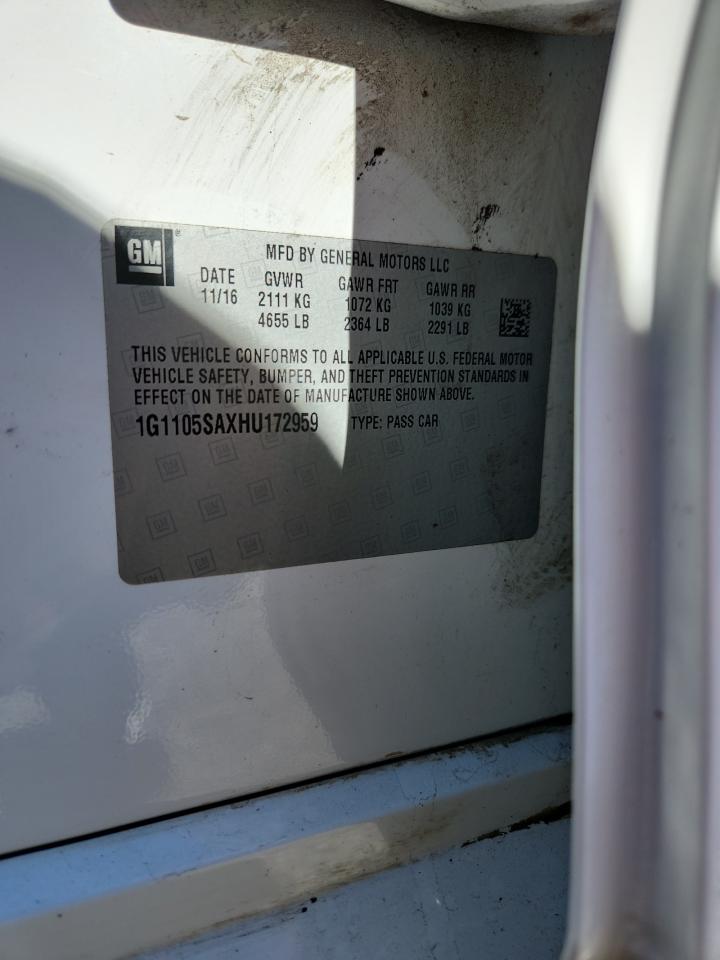 GM ®
MFD BY GENERAL MOTORS LLC
DATE GVWR GAWR FRT GAWR RR
11/16 2111 KG 1072 KG 1039 KG
4655 LB 2364 LB 2291 LB
THIS VEHICLE CONFORMS TO ALL APPLICABLE U.S. FEDERAL MOTOR
VEHICLE SAFETY, BUMPER, AND THEFT PREVENTION STANDARDS IN
EFFECT ON THE DATE OF MANUFACTURE SHOWN ABOVE.
1G1105SAXHU172959 TYPE: PASS CAR